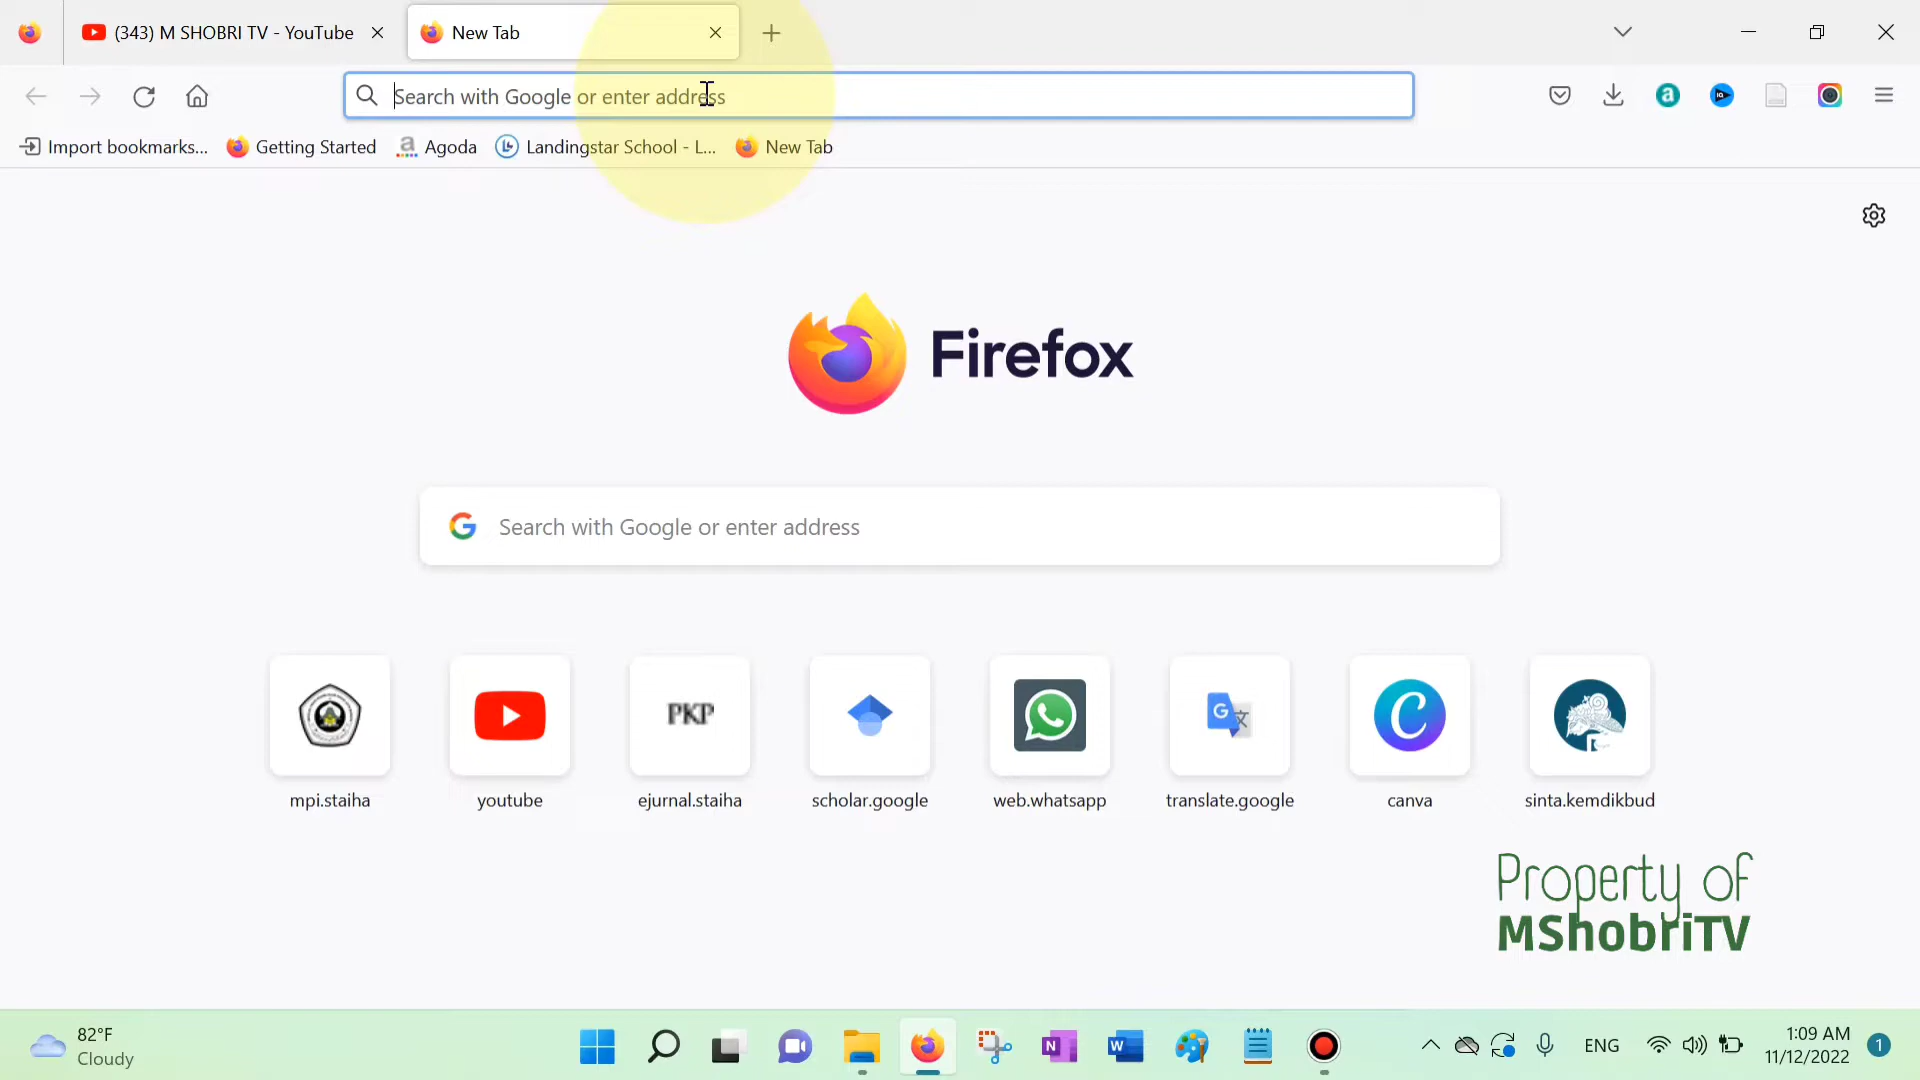 (343) M SHOBRI TV - YouTube
New Tab
Search with Google or enter address
Import bookmarks...
Getting Started
Agoda
Landingstar School - L...
New Tab
Firefox
Search with Google or enter address
PKP
mpi.staiha
youtube
ejurnal.staiha
scholar.google
web.whatsapp
translate.google
canva
sinta.kemdikbud
Property of
MShobriTV
82°F
Cloudy
ENG
1:09 AM
11/12/2022
1